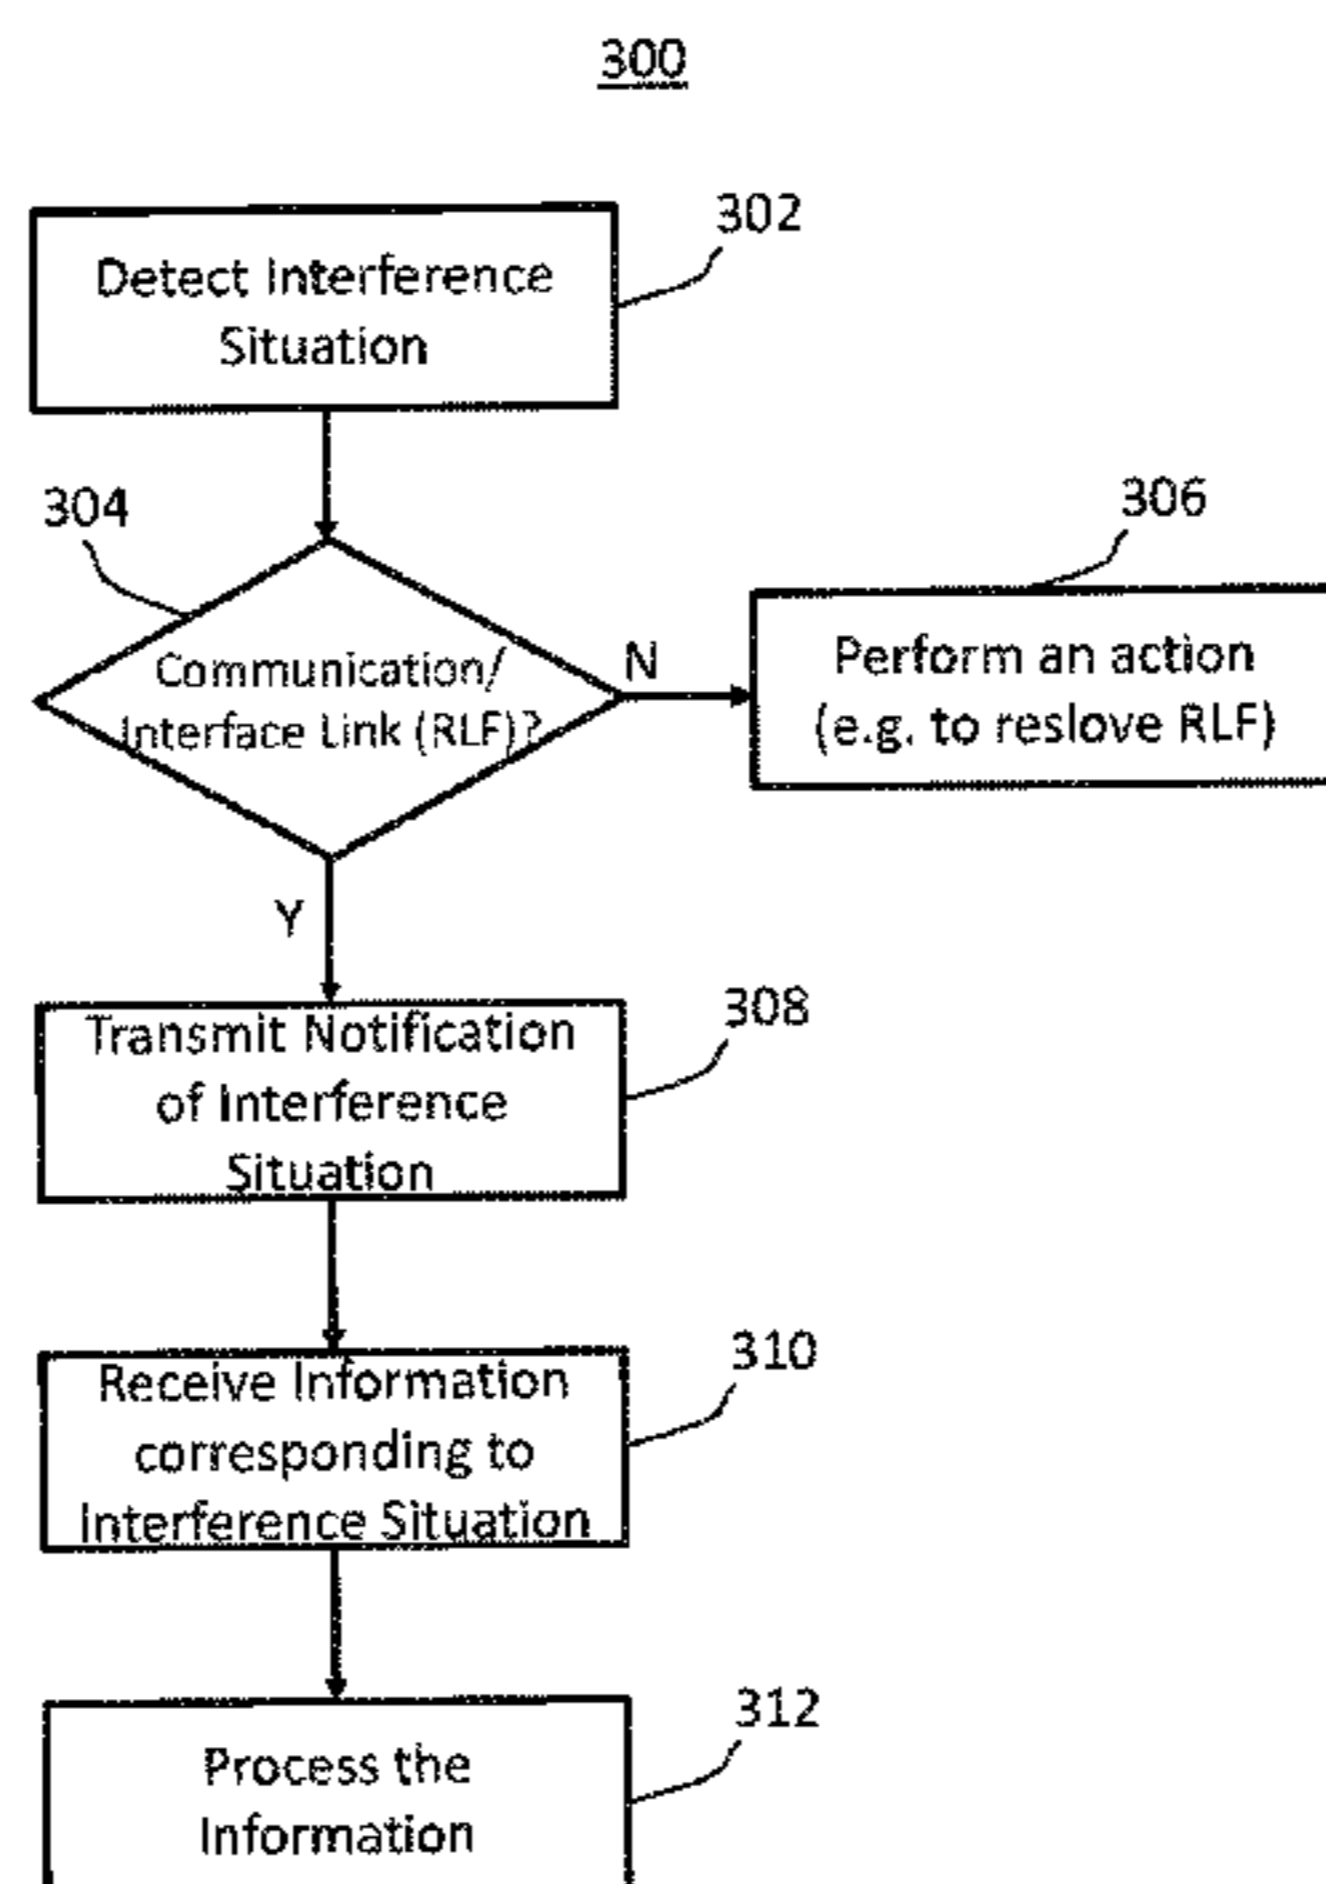 300
302
Detect Interference
Situation
304
306
Communication/
Interface Link (RLF)?
N
Perform an action
(e.g. to reslove RLF)
Y
308
Transmit Notification
of Interference
Situation
310
Receive Information
corresponding to
Interference Situation
312
Process the
Information